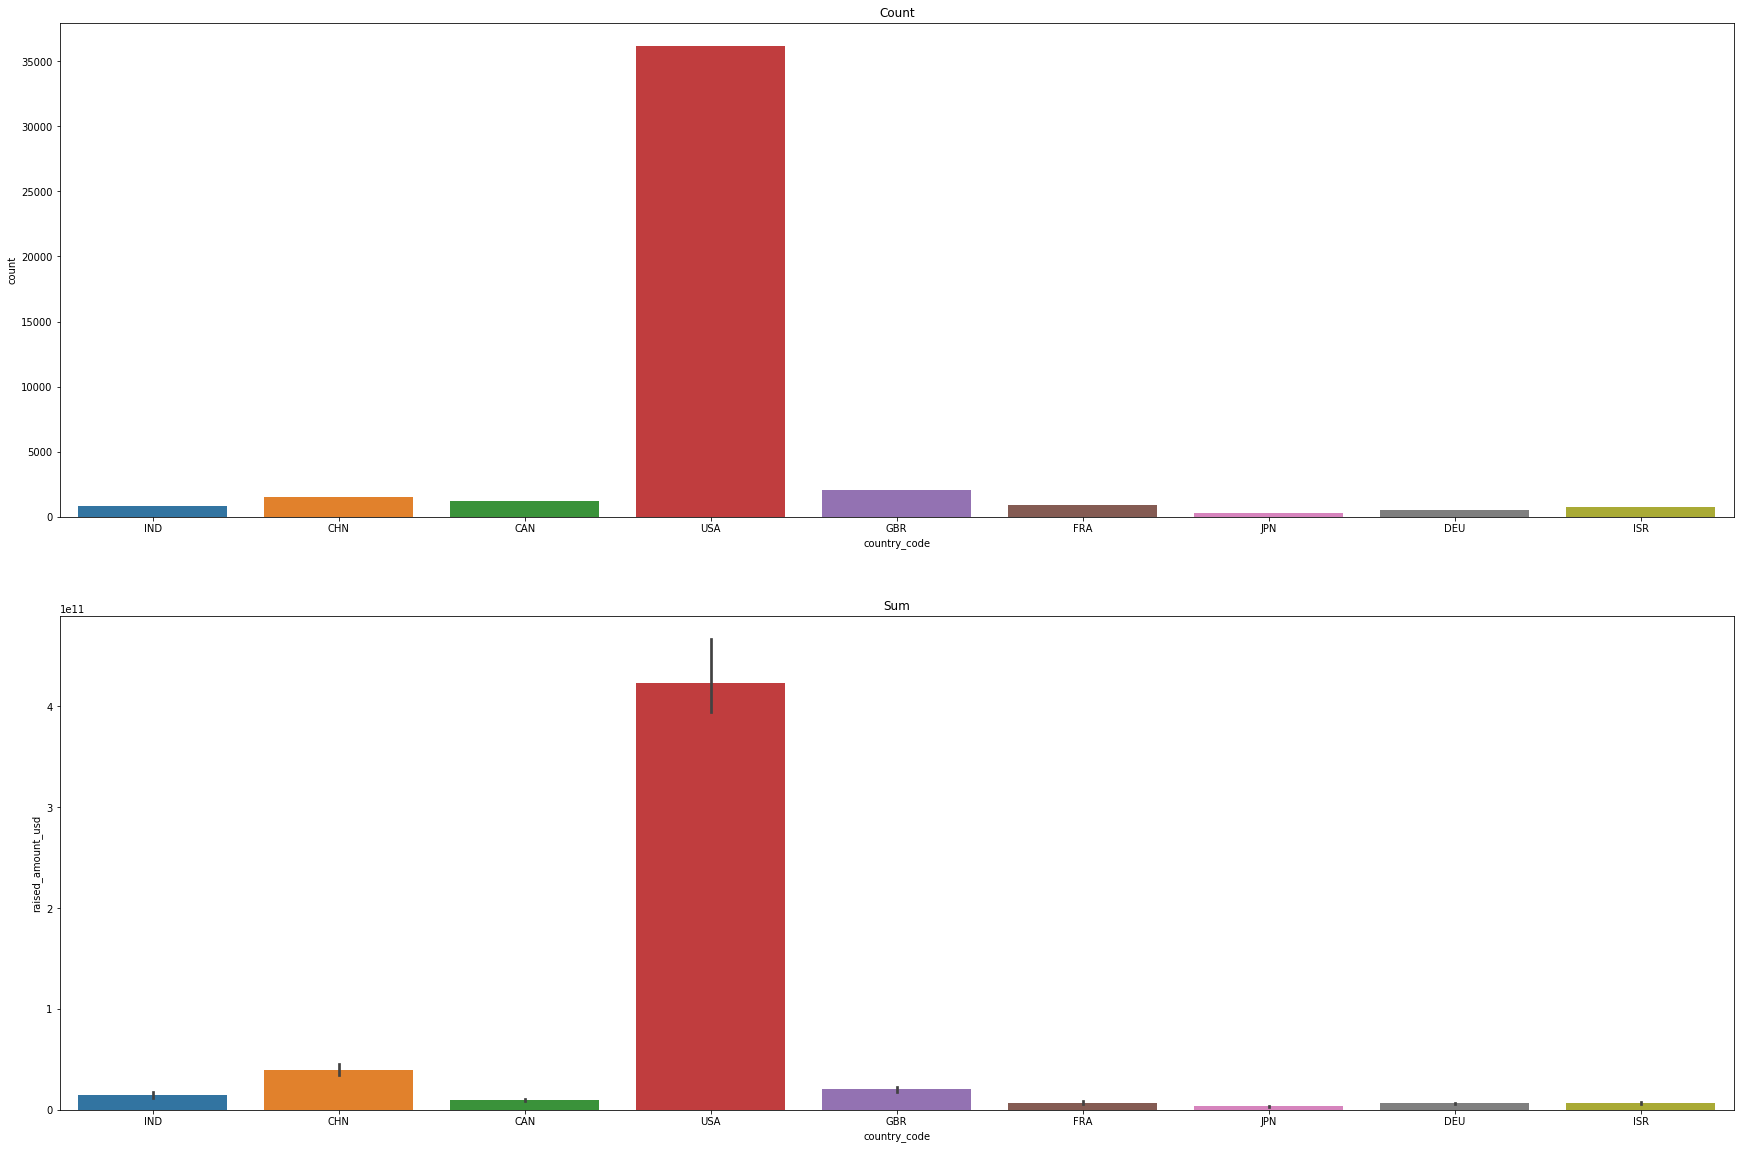 Count
35000
30000
25000
20000
15000
10000
5000
0
count
IND CHN CAN USA GBR FRA JPN DEU ISR
country_code
1e11
Sum
4
3
2
1
0
raised_amount_usd
IND CHN CAN USA GBR FRA JPN DEU ISR
country_code